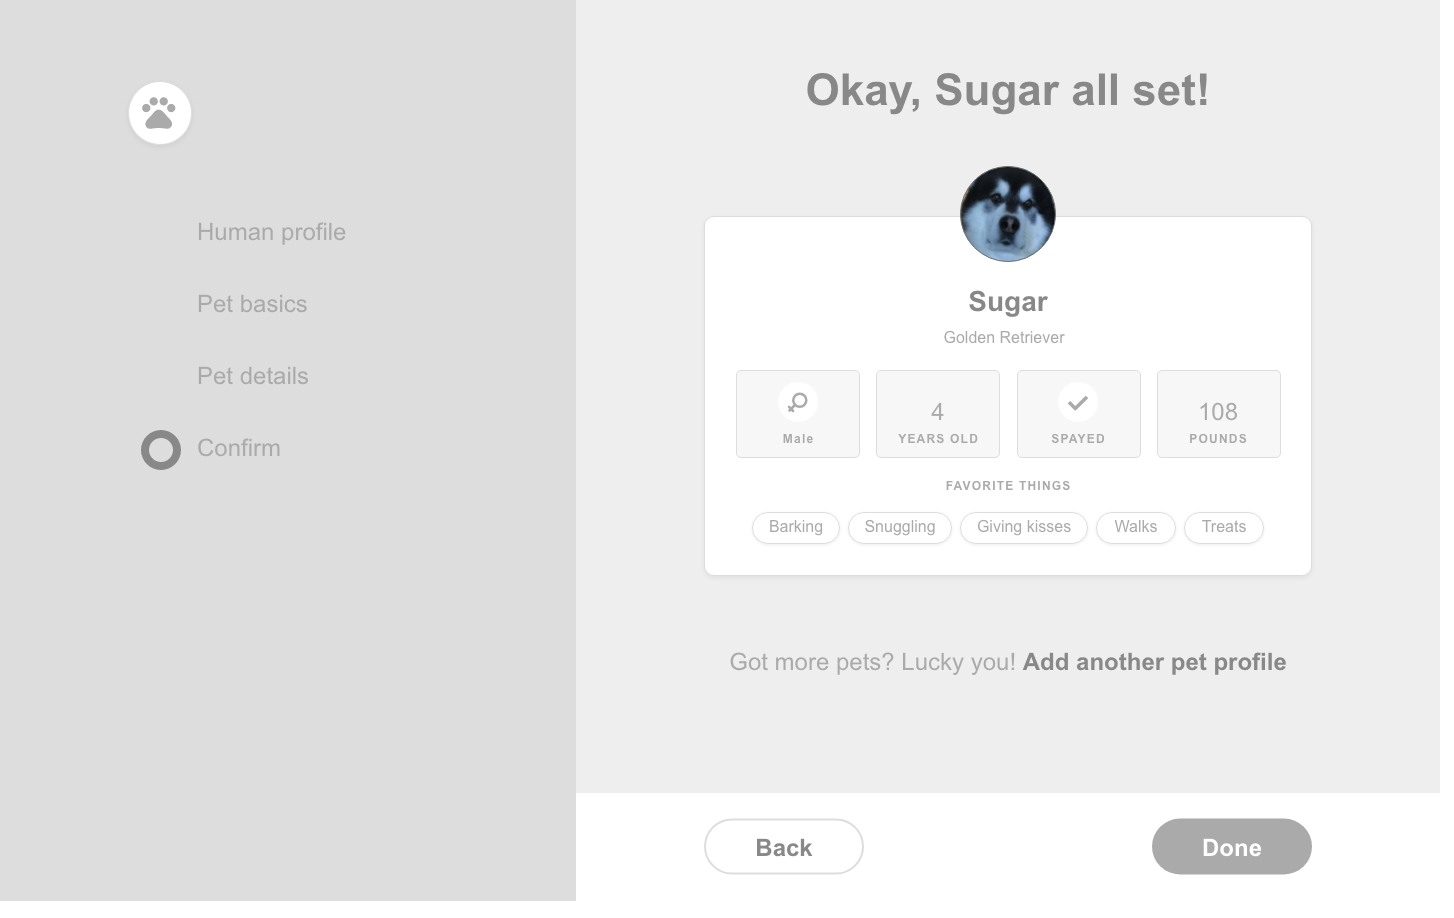 Okay, Sugar all set!
Human profile
Pet basics
Pet details
Confirm
Sugar
Golden Retriever
Male
4
YEARS OLD
SPAYED
108
POUNDS
FAVORITE THINGS
Barking
Snuggling
Giving kisses
Walks
Treats
Got more pets? Lucky you! Add another pet profile
Back
Done